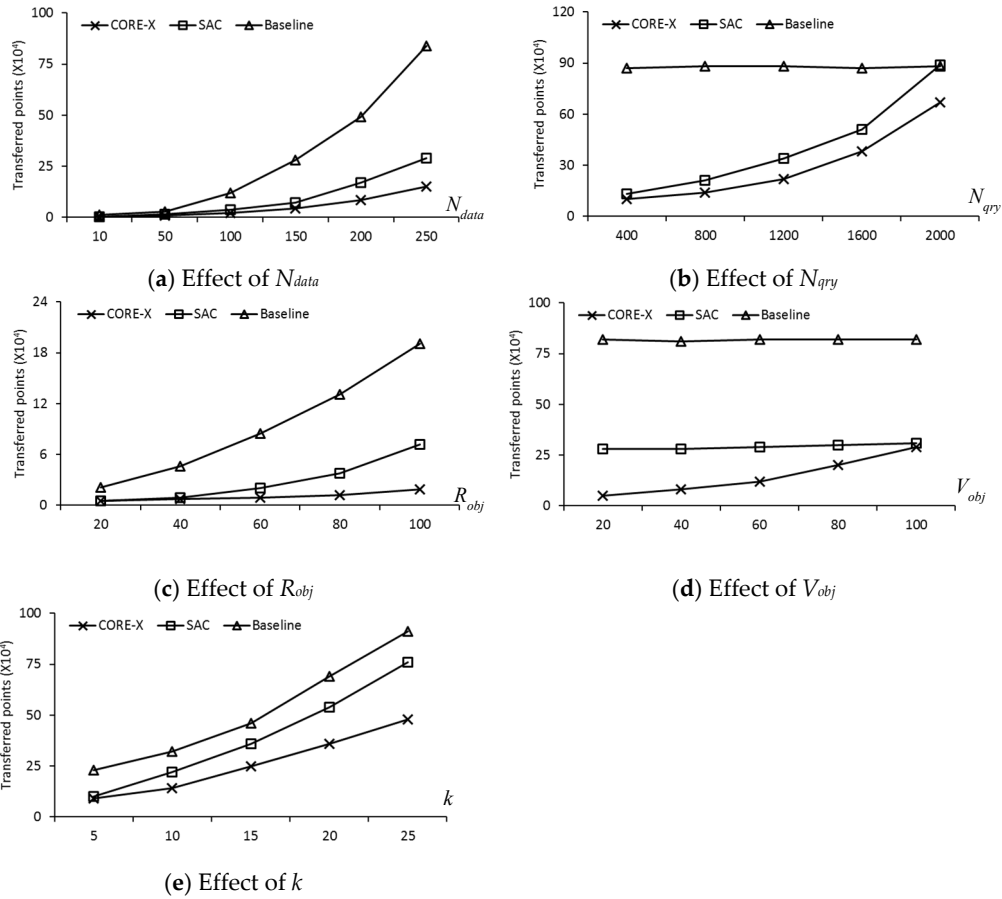 CORE-X SAC Baseline
Transferred points (X10⁴)
100
75
50
25
0
10 50 100 150 200 250
N_data
(a) Effect of N_data
CORE-X SAC Baseline
Transferred points (X10⁴)
120
90
60
30
0
400 800 1200 1600 2000
N_qry
(b) Effect of N_qry
CORE-X SAC Baseline
Transferred points (X10⁴)
24
18
12
6
0
20 40 60 80 100
R_obj
(c) Effect of R_obj
CORE-X SAC Baseline
Transferred points (X10⁴)
100
75
50
25
0
20 40 60 80 100
V_obj
(d) Effect of V_obj
CORE-X SAC Baseline
Transferred points (X10⁴)
100
75
50
25
0
5 10 15 20 25
k
(e) Effect of k